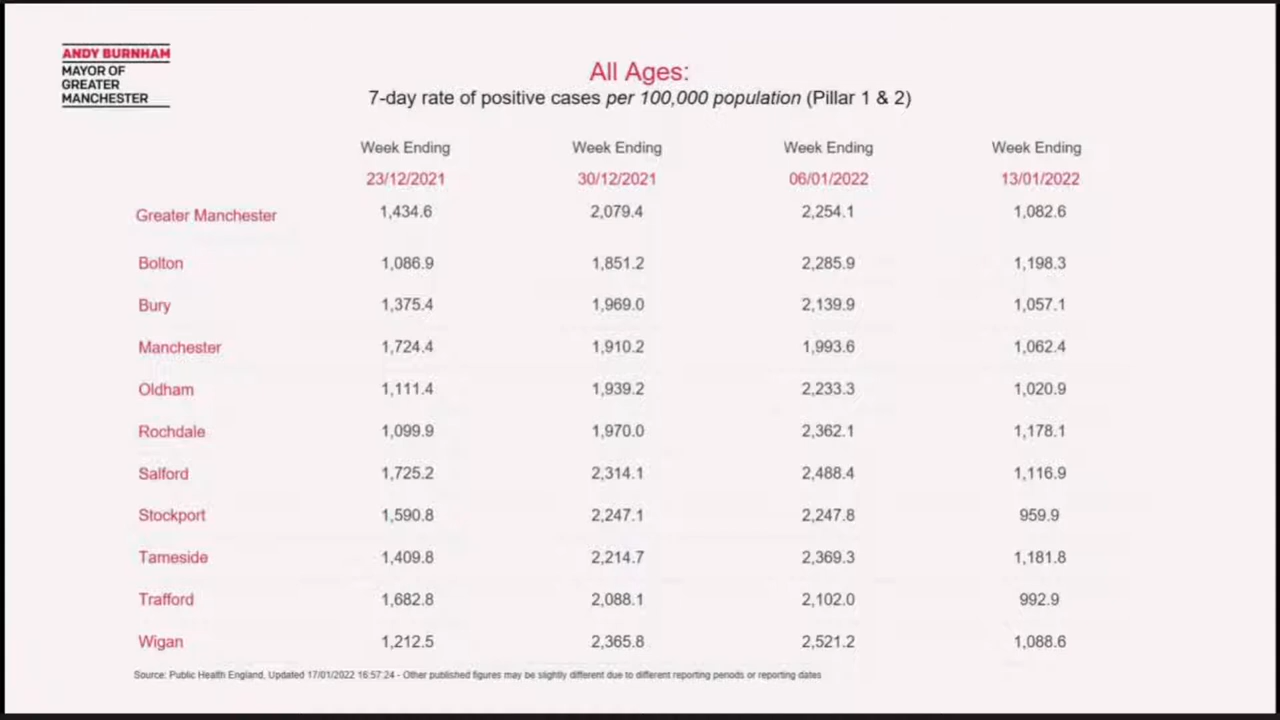 ANDY BURNHAM
MAYOR OF
GREATER
MANCHESTER
All Ages:
7-day rate of positive cases per 100,000 population (Pillar 1 & 2)
Week Ending Week Ending Week Ending Week Ending
23/12/2021 30/12/2021 06/01/2022 13/01/2022
Greater Manchester 1,434.6 2,079.4 2,254.1 1,082.6
Bolton 1,086.9 1,851.2 2,285.9 1,198.3
Bury 1,375.4 1,969.0 2,139.9 1,057.1
Manchester 1,724.4 1,910.2 1,993.6 1,062.4
Oldham 1,111.4 1,939.2 2,233.3 1,020.9
Rochdale 1,099.9 1,970.0 2,362.1 1,178.1
Salford 1,725.2 2,314.1 2,488.4 1,116.9
Stockport 1,590.8 2,247.1 2,247.8 959.9
Tameside 1,409.8 2,214.7 2,369.3 1,181.8
Trafford 1,682.8 2,088.1 2,102.0 992.9
Wigan 1,212.5 2,365.8 2,521.2 1,088.6
Source: Public Health England, Updated 17/01/2022 16:57:24 - Other published figures may be slightly different due to different reporting periods or reporting dates